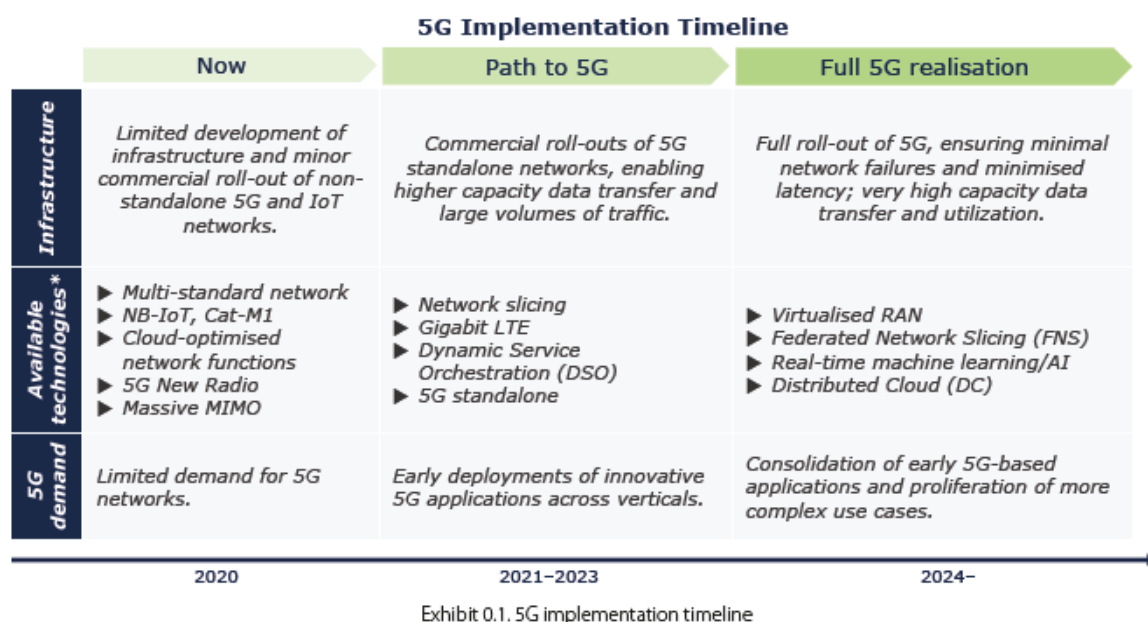 5G Implementation Timeline
Now
Path to 5G
Full 5G realisation
Infrastructure
Limited development of
infrastructure and minor
commercial roll-out of non-
standalone 5G and IoT
networks.
Commercial roll-outs of 5G
standalone networks, enabling
higher capacity data transfer and
large volumes of traffic.
Full roll-out of 5G, ensuring minimal
network failures and minimised
latency; very high capacity data
transfer and utilization.
Available
technologies*
▶ Multi-standard network
▶ NB-IoT, Cat-M1
▶ Cloud-optimised
network functions
▶ 5G New Radio
▶ Massive MIMO
▶ Network slicing
▶ Gigabit LTE
▶ Dynamic Service
Orchestration (DSO)
▶ 5G standalone
▶ Virtualised RAN
▶ Federated Network Slicing (FNS)
▶ Real-time machine learning/AI
▶ Distributed Cloud (DC)
5G
demand
Limited demand for 5G
networks.
Early deployments of innovative
5G applications across verticals.
Consolidation of early 5G-based
applications and proliferation of more
complex use cases.
2020
2021–2023
2024–
Exhibit 0.1. 5G implementation timeline